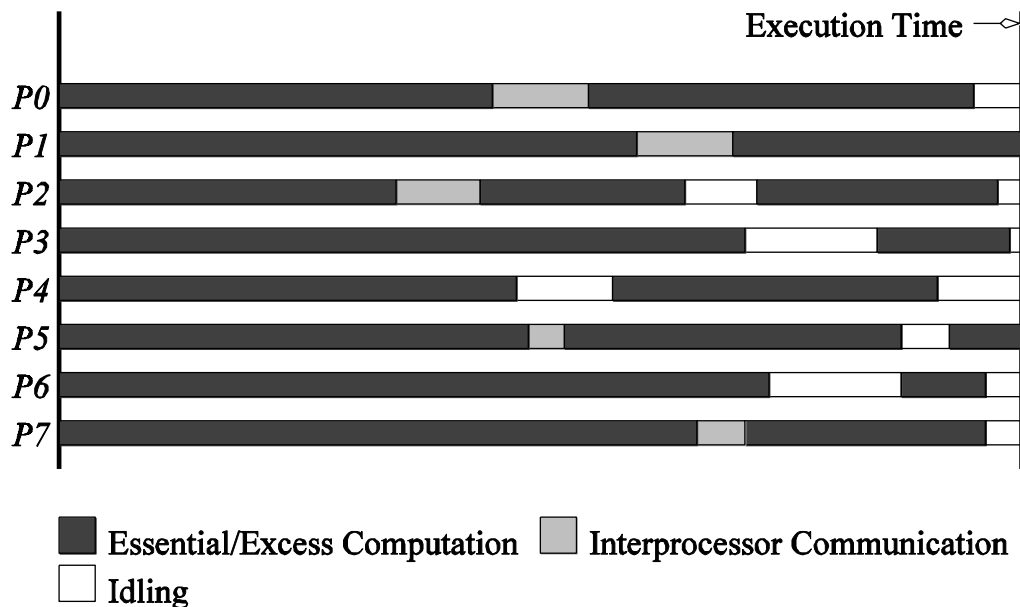 Execution Time
P0
P1
P2
P3
P4
P5
P6
P7
Essential/Excess Computation
Interprocessor Communication
Idling